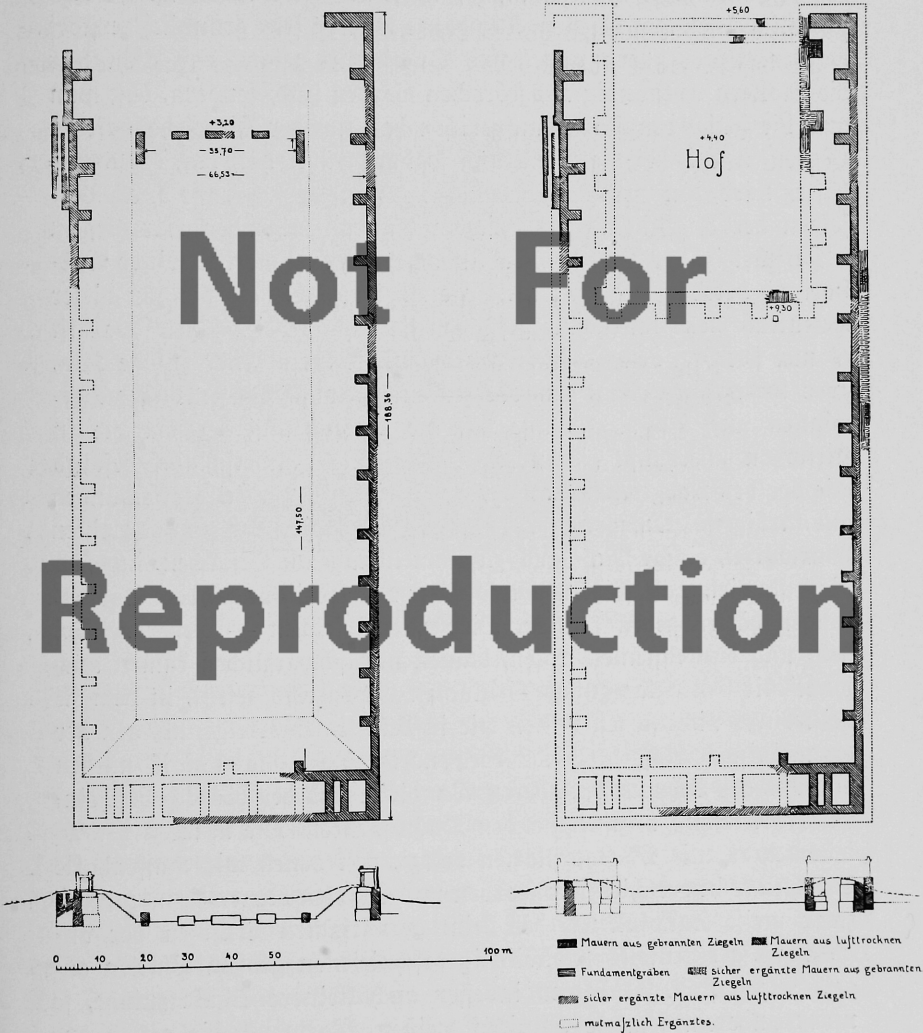 +5,60
+3,20
— 35,70 —
— 66,53 —
+4,40
Hof
Not For
+9,30
— 188,36 —
— 147,50 —
Reproduction
0 10 20 30 40 50 100 m
Mauern aus gebrannten Ziegeln Mauern aus lufttrocknen
Ziegeln
Fundamentgräben sicher ergänzte Mauern aus gebrannten
Ziegeln
sicher ergänzte Mauern aus lufttrocknen Ziegeln
mutmaszlich Ergänztes.